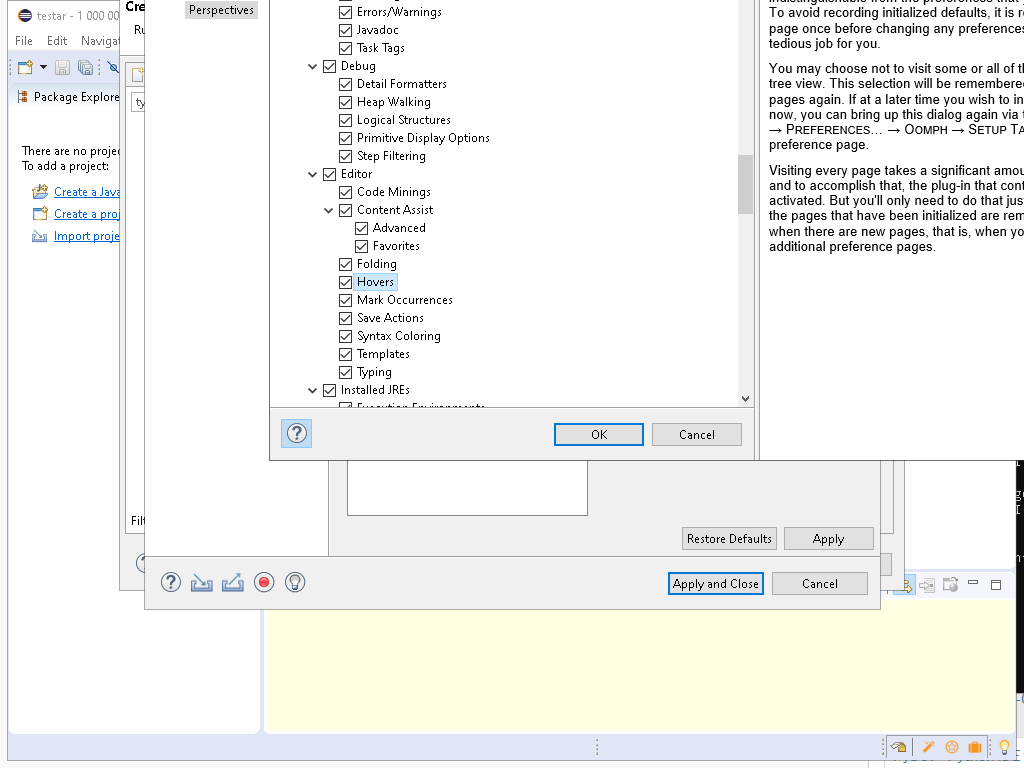 testar - 1 000 00
File Edit Navigat
Package Explore
There are no projec
To add a project:
Create a Java
Create a proj
Import proje
Cre
Ru
ty
Filt
Perspectives
Errors/Warnings
Javadoc
Task Tags
Debug
Detail Formatters
Heap Walking
Logical Structures
Primitive Display Options
Step Filtering
Editor
Code Minings
Content Assist
Advanced
Favorites
Folding
Hovers
Mark Occurrences
Save Actions
Syntax Coloring
Templates
Typing
Installed JREs
Execution Environments
OK
Cancel
To avoid recording initialized defaults, it is r
page once before changing any preferences
tedious job for you.
You may choose not to visit some or all of th
tree view. This selection will be remembered
pages again. If at a later time you wish to in
now, you can bring up this dialog again via t
→ PREFERENCES... → OOMPH → SETUP TA
preference page.
Visiting every page takes a significant amou
and to accomplish that, the plug-in that cont
activated. But you'll only need to do that jus
the pages that have been initialized are rem
when there are new pages, that is, when yo
additional preference pages.
Restore Defaults
Apply
Apply and Close
Cancel